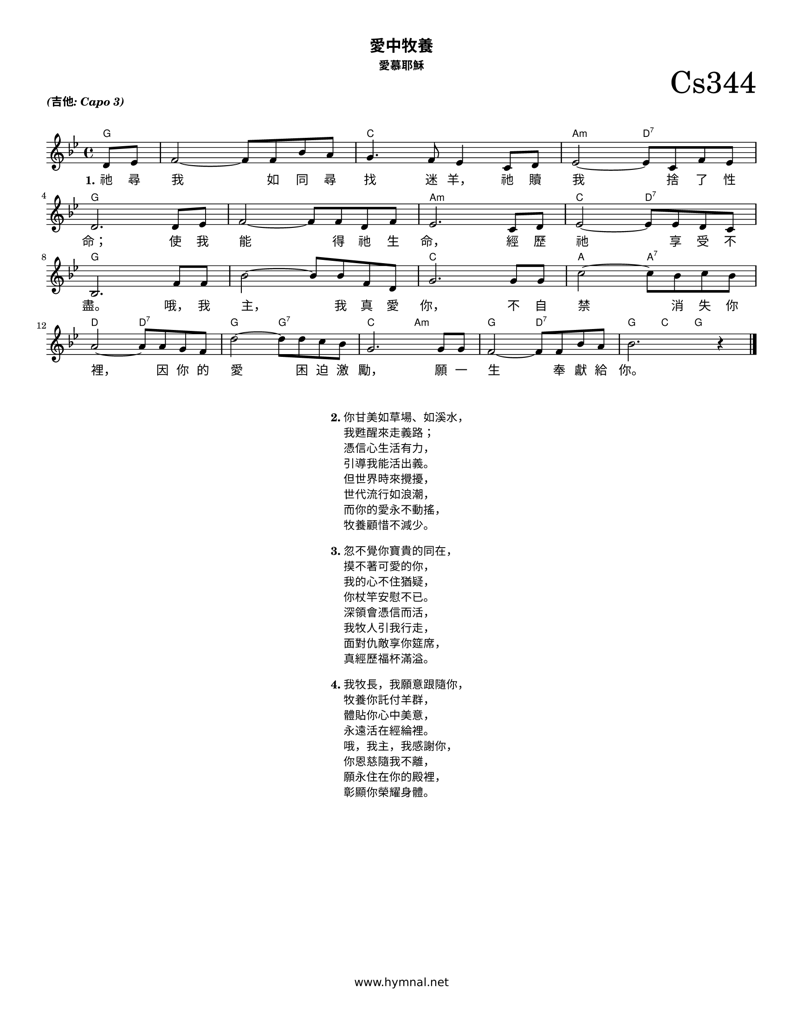 愛中牧養
愛慕耶穌
Cs344
(吉他: Capo 3)
G C Am D7
1. 祂 尋 我 如 同 尋 找 迷 羊， 祂 贖 我 捨 了 性
4 G Am C D7
命； 使 我 能 得 祂 生 命， 經 歷 祂 享 受 不
8 G C A A7
盡。 哦， 我 主， 我 真 愛 你， 不 自 禁 消 失 你
12 D D7 G G7 C Am G D7 G C G
裡， 因 你 的 愛 困 迫 激 勵， 願 一 生 奉 獻 給 你。
2. 你甘美如草場、如溪水，
我甦醒來走義路；
憑信心生活有力，
引導我能活出義。
但世界時來攪擾，
世代流行如浪潮，
而你的愛永不動搖，
牧養顧惜不減少。
3. 忽不覺你寶貴的同在，
摸不著可愛的你，
我的心不住猶疑，
你杖竿安慰不已。
深領會憑信而活，
我牧人引我行走，
面對仇敵享你筵席，
真經歷福杯滿溢。
4. 我牧長，我願意跟隨你，
牧養你託付羊群，
體貼你心中美意，
永遠活在經綸裡。
哦，我主，我感謝你，
你恩慈隨我不離，
願永住在你的殿裡，
彰顯你榮耀身體。
www.hymnal.net